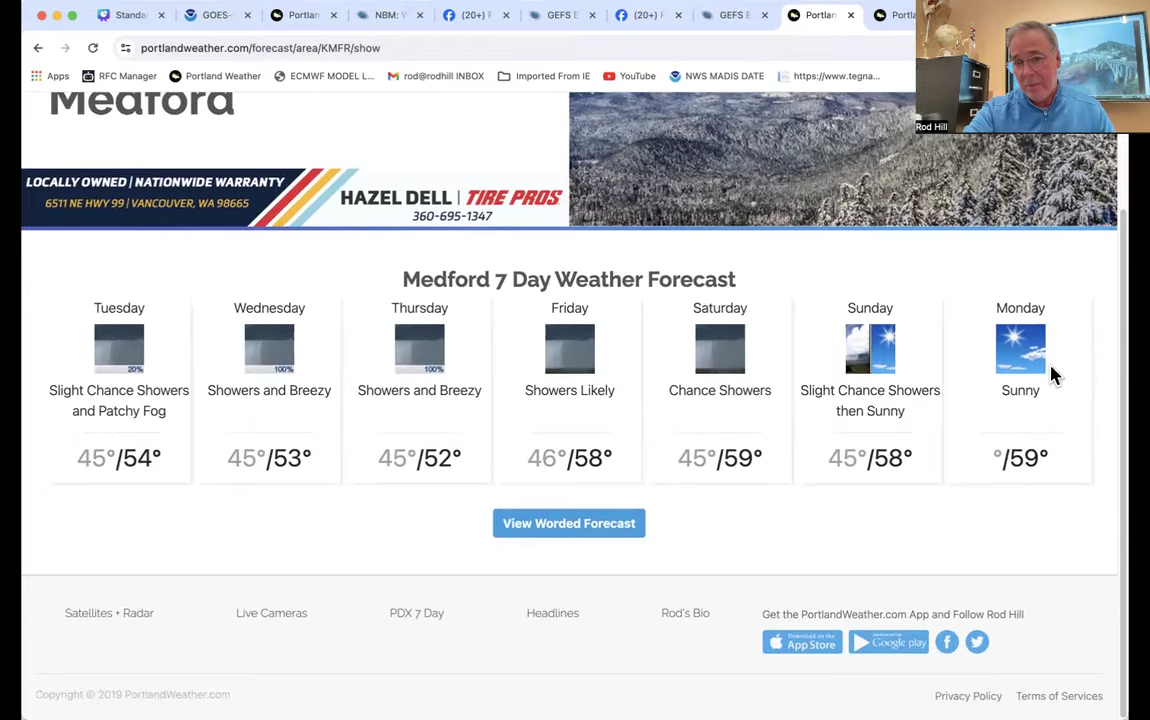 Standa
GOES-
Portlan
NBM: W
(20+) F
GEFS E
(20+) F
GEFS E
Portlan
Portla
portlandweather.com/forecast/area/KMFR/show
Apps
RFC Manager
Portland Weather
ECMWF MODEL L...
rod@rodhill INBOX
Imported From IE
YouTube
NWS MADIS DATE
https://www.tegna...
Rod Hill
Medford
LOCALLY OWNED | NATIONWIDE WARRANTY
6511 NE HWY 99 | VANCOUVER, WA 98665
HAZEL DELL | TIRE PROS
360-695-1347
Medford 7 Day Weather Forecast
Tuesday Wednesday Thursday Friday Saturday Sunday Monday
20% 100% 100%
Slight Chance Showers and Patchy Fog
Showers and Breezy
Showers and Breezy
Showers Likely
Chance Showers
Slight Chance Showers then Sunny
Sunny
45°/54° 45°/53° 45°/52° 46°/58° 45°/59° 45°/58° °/59°
View Worded Forecast
Satellites + Radar
Live Cameras
PDX 7 Day
Headlines
Rod's Bio
Get the PortlandWeather.com App and Follow Rod Hill
Download on the App Store
Google play
Copyright © 2019 PortlandWeather.com
Privacy Policy
Terms of Services